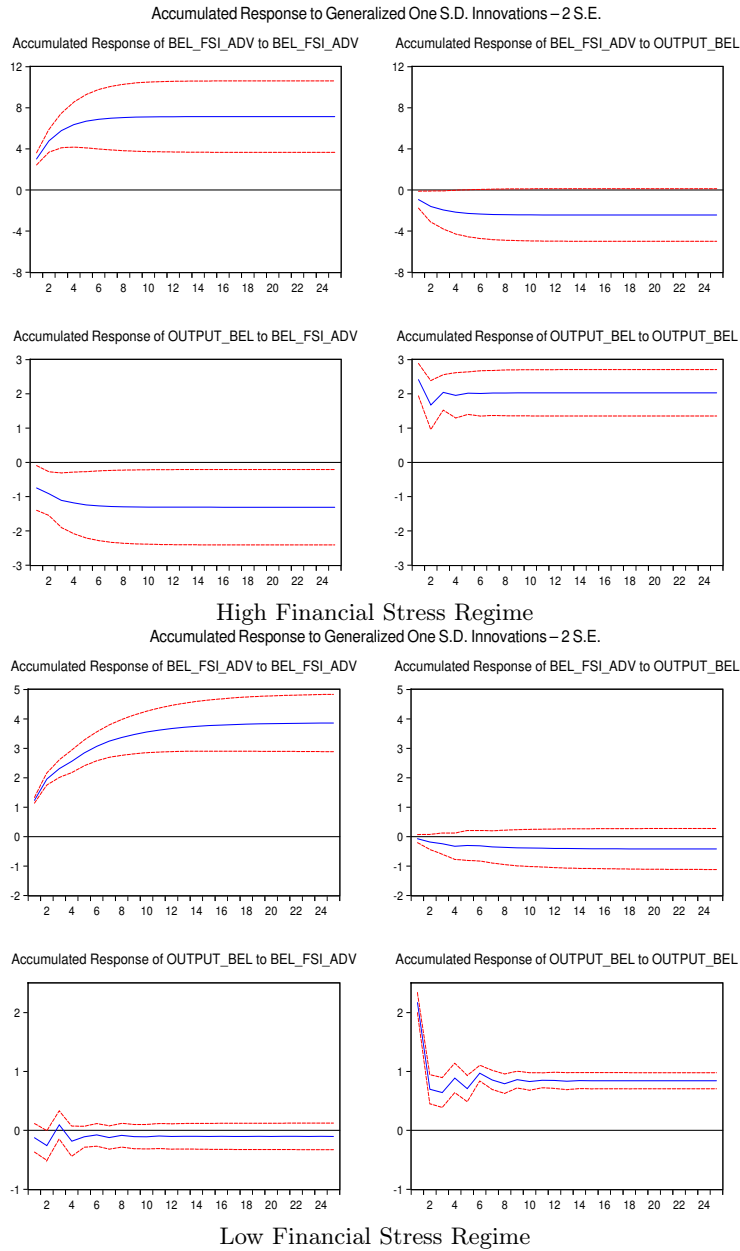 Accumulated Response to Generalized One S.D. Innovations – 2 S.E.
Accumulated Response of BEL_FSI_ADV to BEL_FSI_ADV
12
8
4
0
-4
-8
2 4 6 8 10 12 14 16 18 20 22 24
Accumulated Response of BEL_FSI_ADV to OUTPUT_BEL
12
8
4
0
-4
-8
2 4 6 8 10 12 14 16 18 20 22 24
Accumulated Response of OUTPUT_BEL to BEL_FSI_ADV
3
2
1
0
-1
-2
-3
2 4 6 8 10 12 14 16 18 20 22 24
Accumulated Response of OUTPUT_BEL to OUTPUT_BEL
3
2
1
0
-1
-2
-3
2 4 6 8 10 12 14 16 18 20 22 24
High Financial Stress Regime
Accumulated Response to Generalized One S.D. Innovations – 2 S.E.
Accumulated Response of BEL_FSI_ADV to BEL_FSI_ADV
5
4
3
2
1
0
-1
-2
2 4 6 8 10 12 14 16 18 20 22 24
Accumulated Response of BEL_FSI_ADV to OUTPUT_BEL
5
4
3
2
1
0
-1
-2
2 4 6 8 10 12 14 16 18 20 22 24
Accumulated Response of OUTPUT_BEL to BEL_FSI_ADV
2
1
0
-1
2 4 6 8 10 12 14 16 18 20 22 24
Accumulated Response of OUTPUT_BEL to OUTPUT_BEL
2
1
0
-1
2 4 6 8 10 12 14 16 18 20 22 24
Low Financial Stress Regime